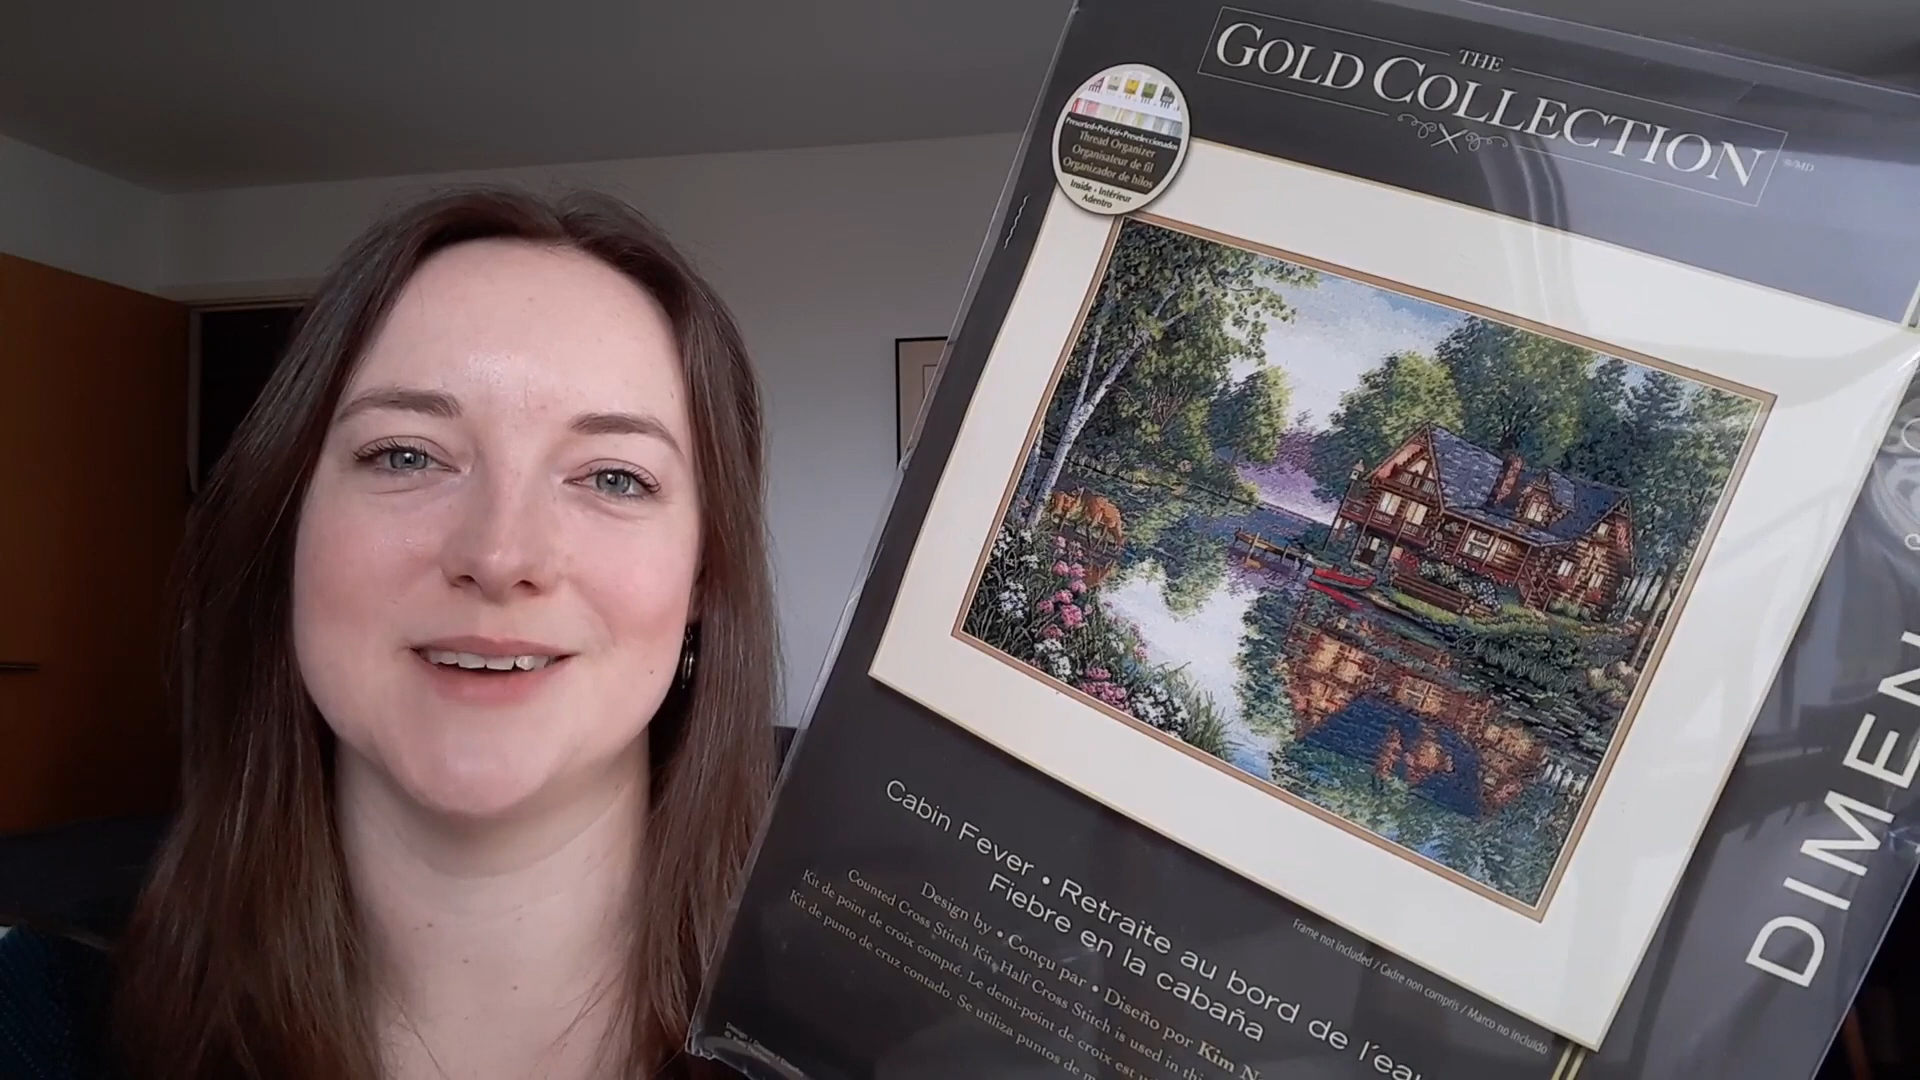 THE
GOLD COLLECTION
®/MD
Presorted•Pré-trié•Preseleccionados
Thread Organizer
Organisateur de fil
Organizador de hilos
Inside • Intérieur
Adentro
Cabin Fever • Retraite au bord de l'eau
Fiebre en la cabaña
Design by • Conçu par • Diseño por Kim N
Counted Cross Stitch Kit. Half Cross Stitch is used in this
Kit de point de croix compté. Le demi-point de croix est
Kit de punto de cruz contado. Se utiliza puntos de
Frame not included / Cadre non compris / Marco no incluido
DIMEN